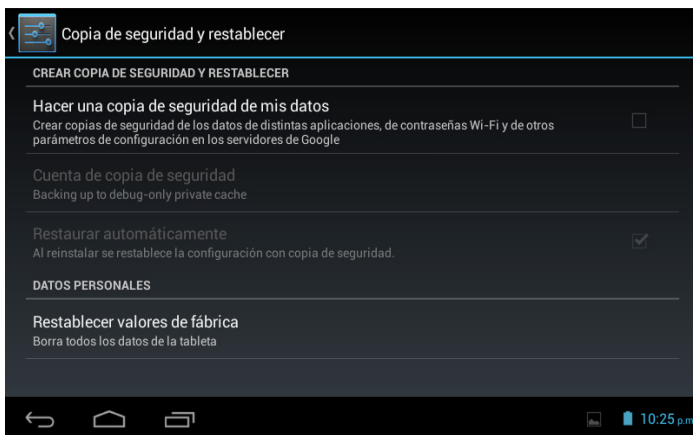 Copia de seguridad y restablecer
CREAR COPIA DE SEGURIDAD Y RESTABLECER
Hacer una copia de seguridad de mis datos
Crear copias de seguridad de los datos de distintas aplicaciones, de contraseñas Wi-Fi y de otros
parámetros de configuración en los servidores de Google
Cuenta de copia de seguridad
Backing up to debug-only private cache
Restaurar automáticamente
Al reinstalar se restablece la configuración con copia de seguridad.
DATOS PERSONALES
Restablecer valores de fábrica
Borra todos los datos de la tableta
10:25 p.m